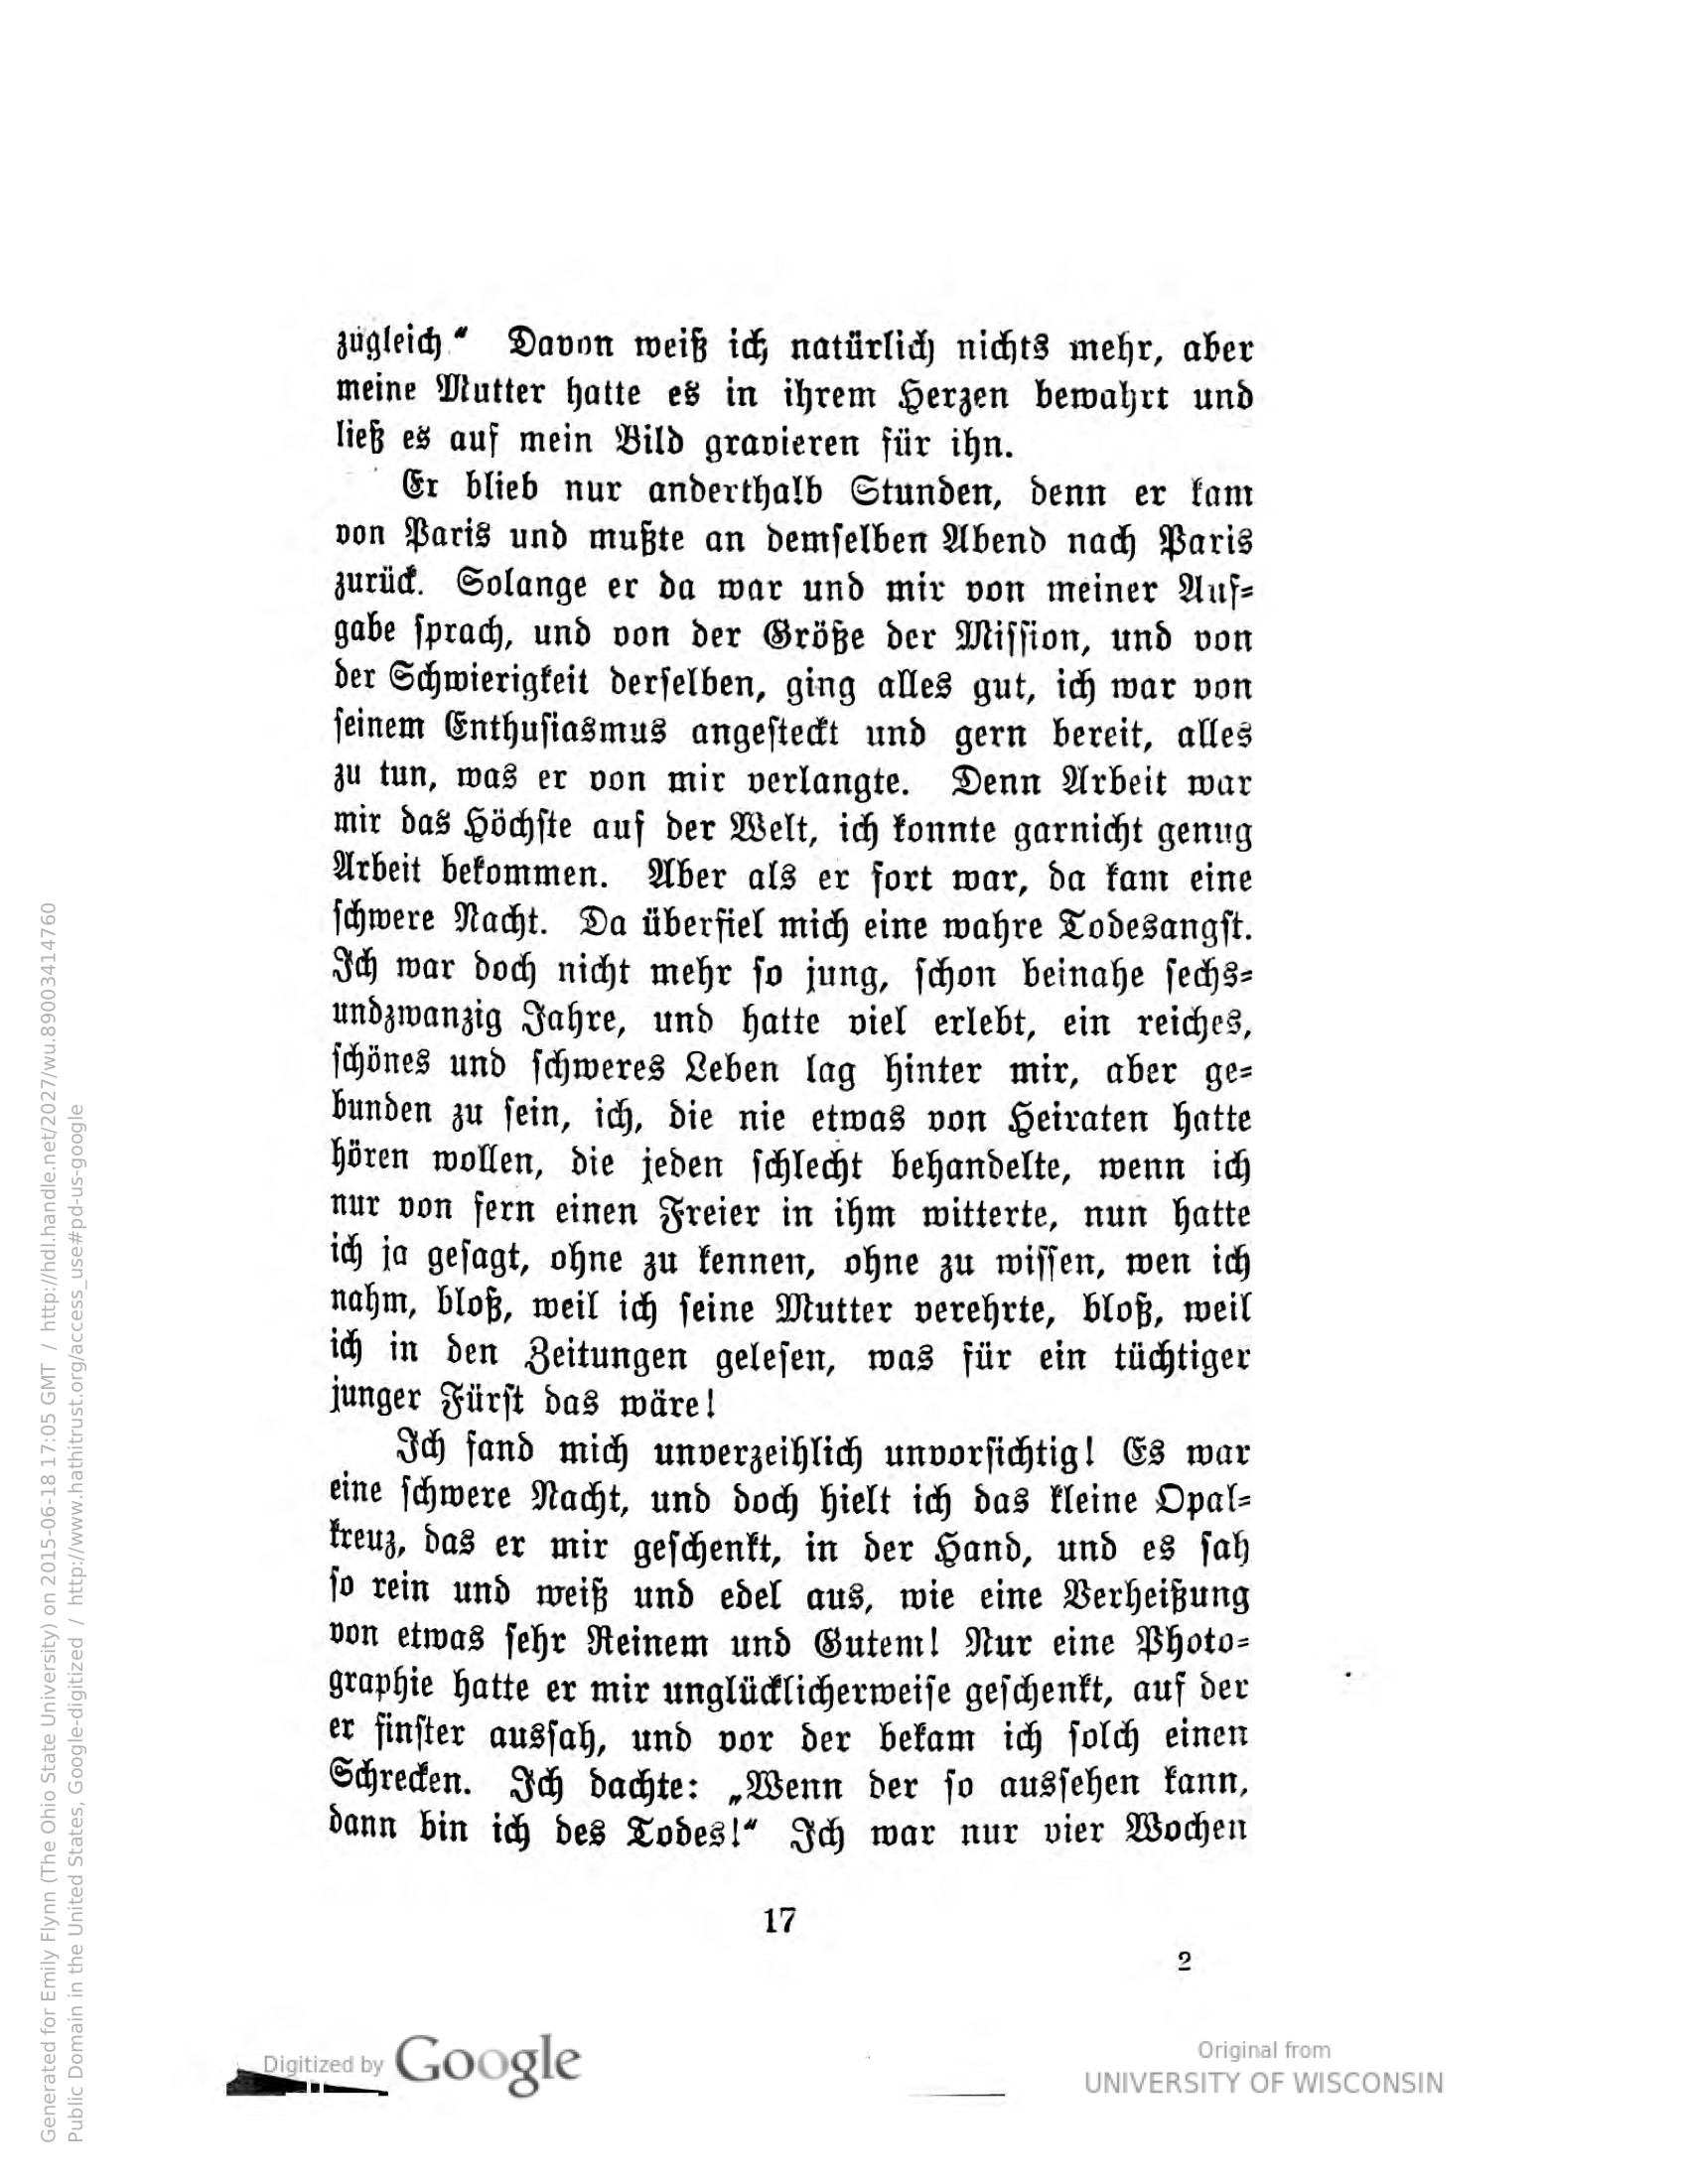 zugleich“ Davon weiß ich natürlich nichts mehr, aber
meine Mutter hatte es in ihrem Herzen bewahrt und
ließ es auf mein Bild gravieren für ihn.
Er blieb nur anderthalb Stunden, denn er kam
von Paris und mußte an demselben Abend nach Paris
zurück. Solange er da war und mir von meiner Auf-
gabe sprach, und von der Größe der Mission, und von
der Schwierigkeit derselben, ging alles gut, ich war von
seinem Enthusiasmus angesteckt und gern bereit, alles
zu tun, was er von mir verlangte. Denn Arbeit war
mir das Höchste auf der Welt, ich konnte garnicht genug
Arbeit bekommen. Aber als er fort war, da kam eine
schwere Nacht. Da überfiel mich eine wahre Todesangst.
Ich war doch nicht mehr so jung, schon beinahe sechs-
undzwanzig Jahre, und hatte viel erlebt, ein reiches,
schönes und schweres Leben lag hinter mir, aber ge-
bunden zu sein, ich, die nie etwas von Heiraten hatte
hören wollen, die jeden schlecht behandelte, wenn ich
nur von fern einen Freier in ihm witterte, nun hatte
ich ja gesagt, ohne zu kennen, ohne zu wissen, wen ich
nahm, bloß, weil ich seine Mutter verehrte, bloß, weil
ich in den Zeitungen gelesen, was für ein tüchtiger
junger Fürst das wäre!
Ich fand mich unverzeihlich unvorsichtig! Es war
eine schwere Nacht, und doch hielt ich das kleine Opal-
kreuz, das er mir geschenkt, in der Hand, und es sah
so rein und weiß und edel aus, wie eine Verheißung
von etwas sehr Reinem und Gutem! Nur eine Photo-
graphie hatte er mir unglücklicherweise geschenkt, auf der
er finster aussah, und vor der bekam ich solch einen
Schrecken. Ich dachte: „Wenn der so aussehen kann,
dann bin ich des Todes!“ Ich war nur vier Wochen
17
2
Digitized by Google
Original from
UNIVERSITY OF WISCONSIN
Generated for Emily Flynn (The Ohio State University) on 2015-06-18 17:05 GMT / http://hdl.handle.net/2027/wu.89003414760
Public Domain in the United States, Google-digitized / http://www.hathitrust.org/access_use#pd-us-google